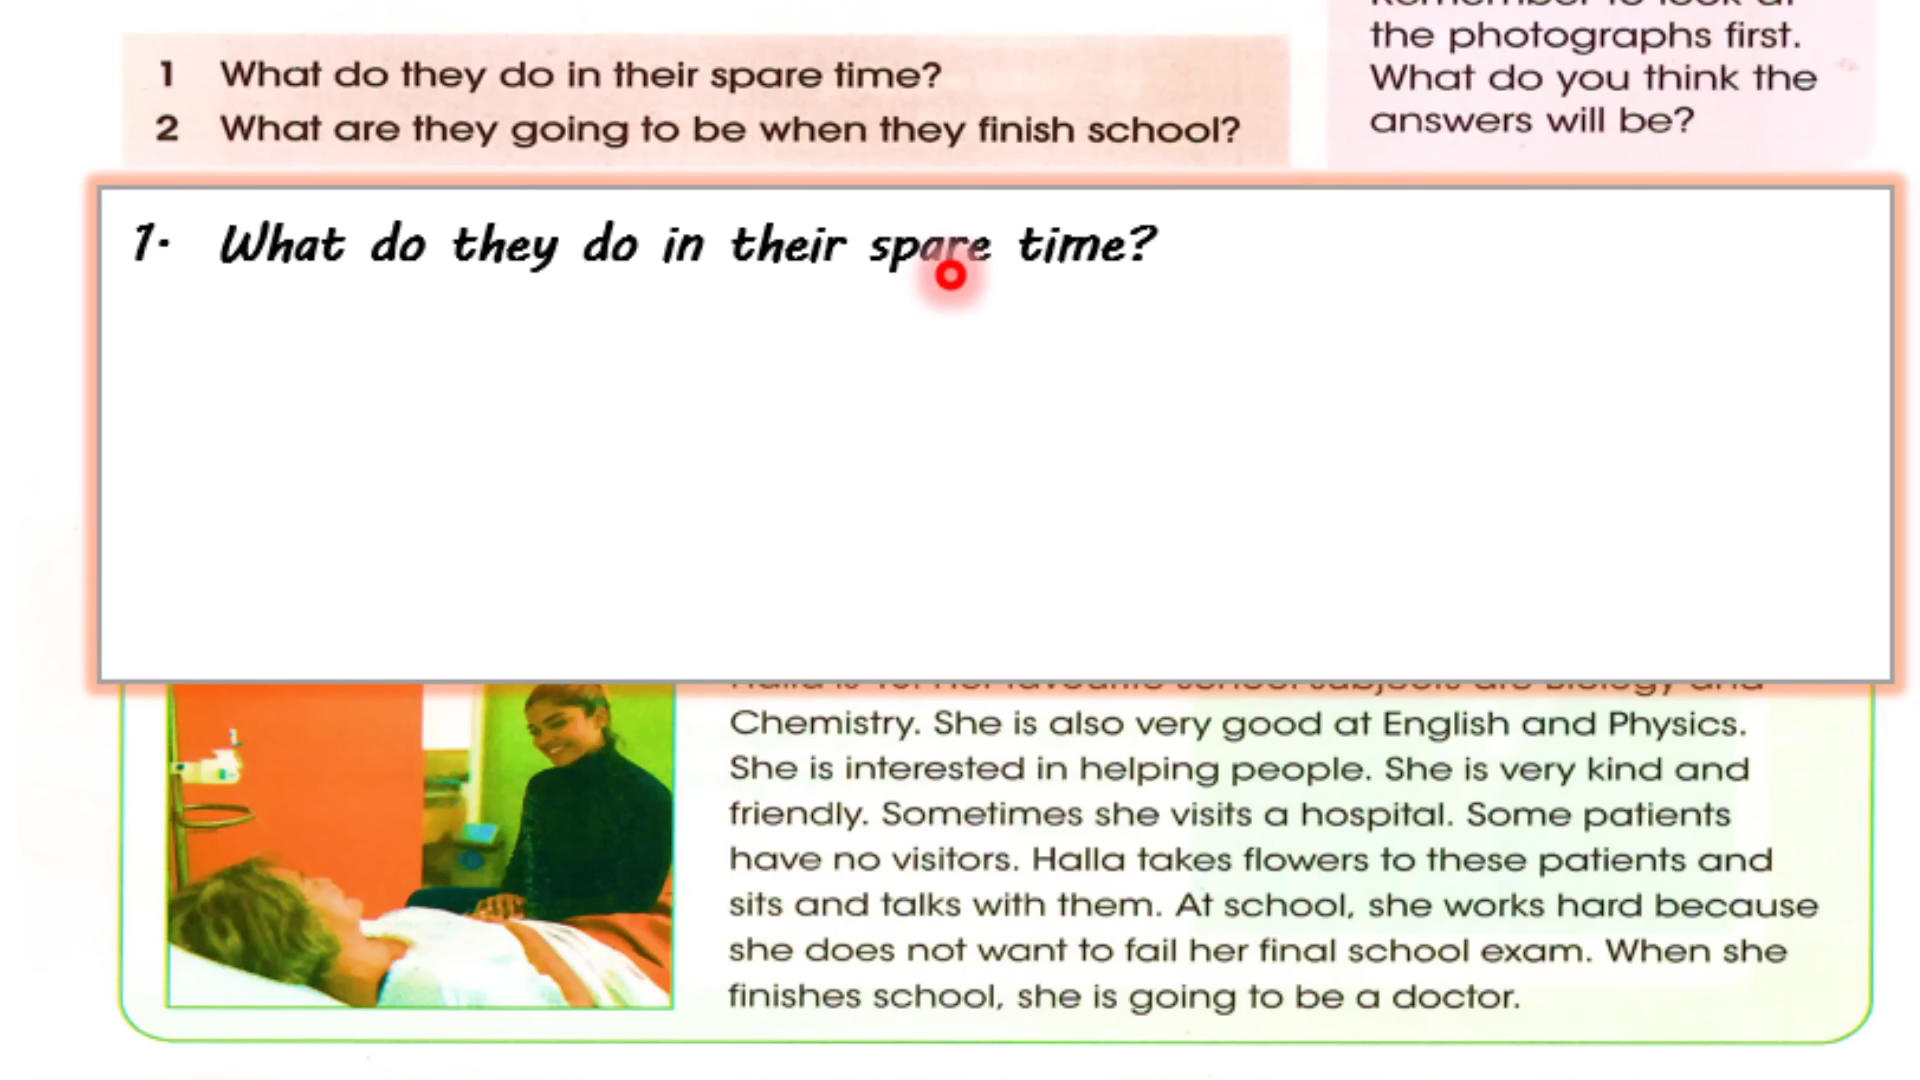 the photographs first.
What do you think the
answers will be?
1 What do they do in their spare time?
2 What are they going to be when they finish school?
1. What do they do in their spare time?
Chemistry. She is also very good at English and Physics.
She is interested in helping people. She is very kind and
friendly. Sometimes she visits a hospital. Some patients
have no visitors. Halla takes flowers to these patients and
sits and talks with them. At school, she works hard because
she does not want to fail her final school exam. When she
finishes school, she is going to be a doctor.